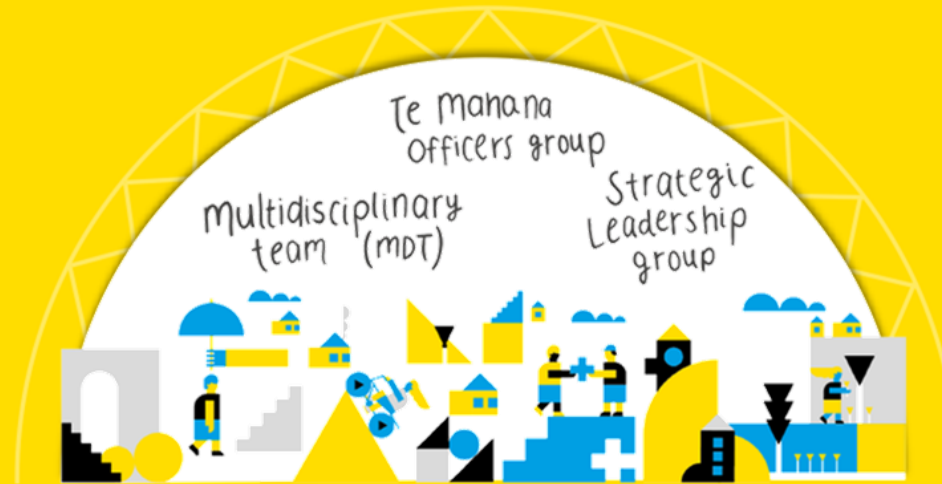 Te Manana
Officers group
Multidisciplinary
team (MDT)
Strategic
Leadership
group